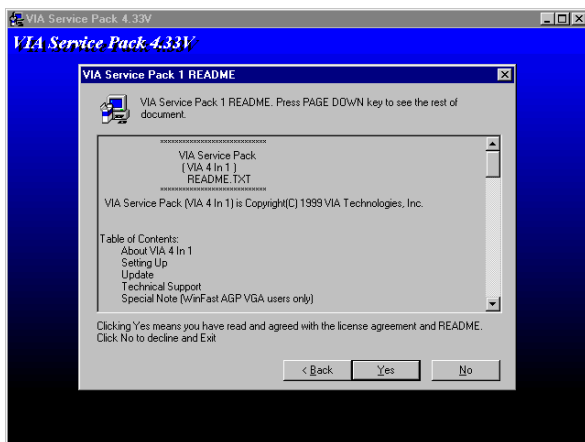 VIA Service Pack 4.33V
VIA Service Pack 4.33V
VIA Service Pack 1 README
VIA Service Pack 1 README. Press PAGE DOWN key to see the rest of
document.
VIA Service Pack
( VIA 4 In 1 )
README.TXT
VIA Service Pack (VIA 4 in 1) is Copyright(C) 1999 VIA Technologies, Inc.
Table of Contents:
About VIA 4 In 1
Setting Up
Update
Technical Support
Special Note (WinFast AGP VGA users only)
Clicking Yes means you have read and agreed with the license agreement and README.
Click No to decline and Exit
< Back
Yes
No